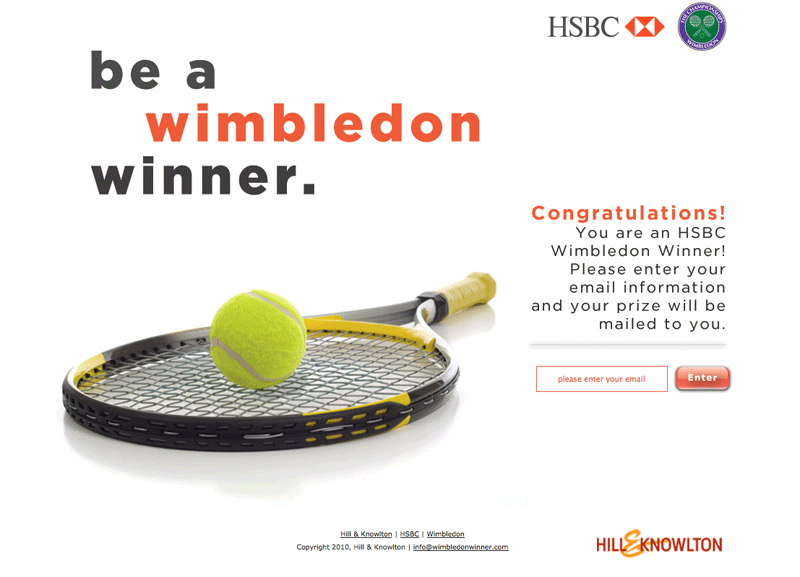 HSBC
THE CHAMPIONSHIPS
WIMBLEDON
be a
wimbledon
winner.
Congratulations!
You are an HSBC
Wimbledon Winner!
Please enter your
email information
and your prize will be
mailed to you.
please enter your email
Enter
Hill & Knowlton | HSBC | Wimbledon
Copyright 2010, Hill & Knowlton | info@wimbledonwinner.com
HILL&KNOWLTON